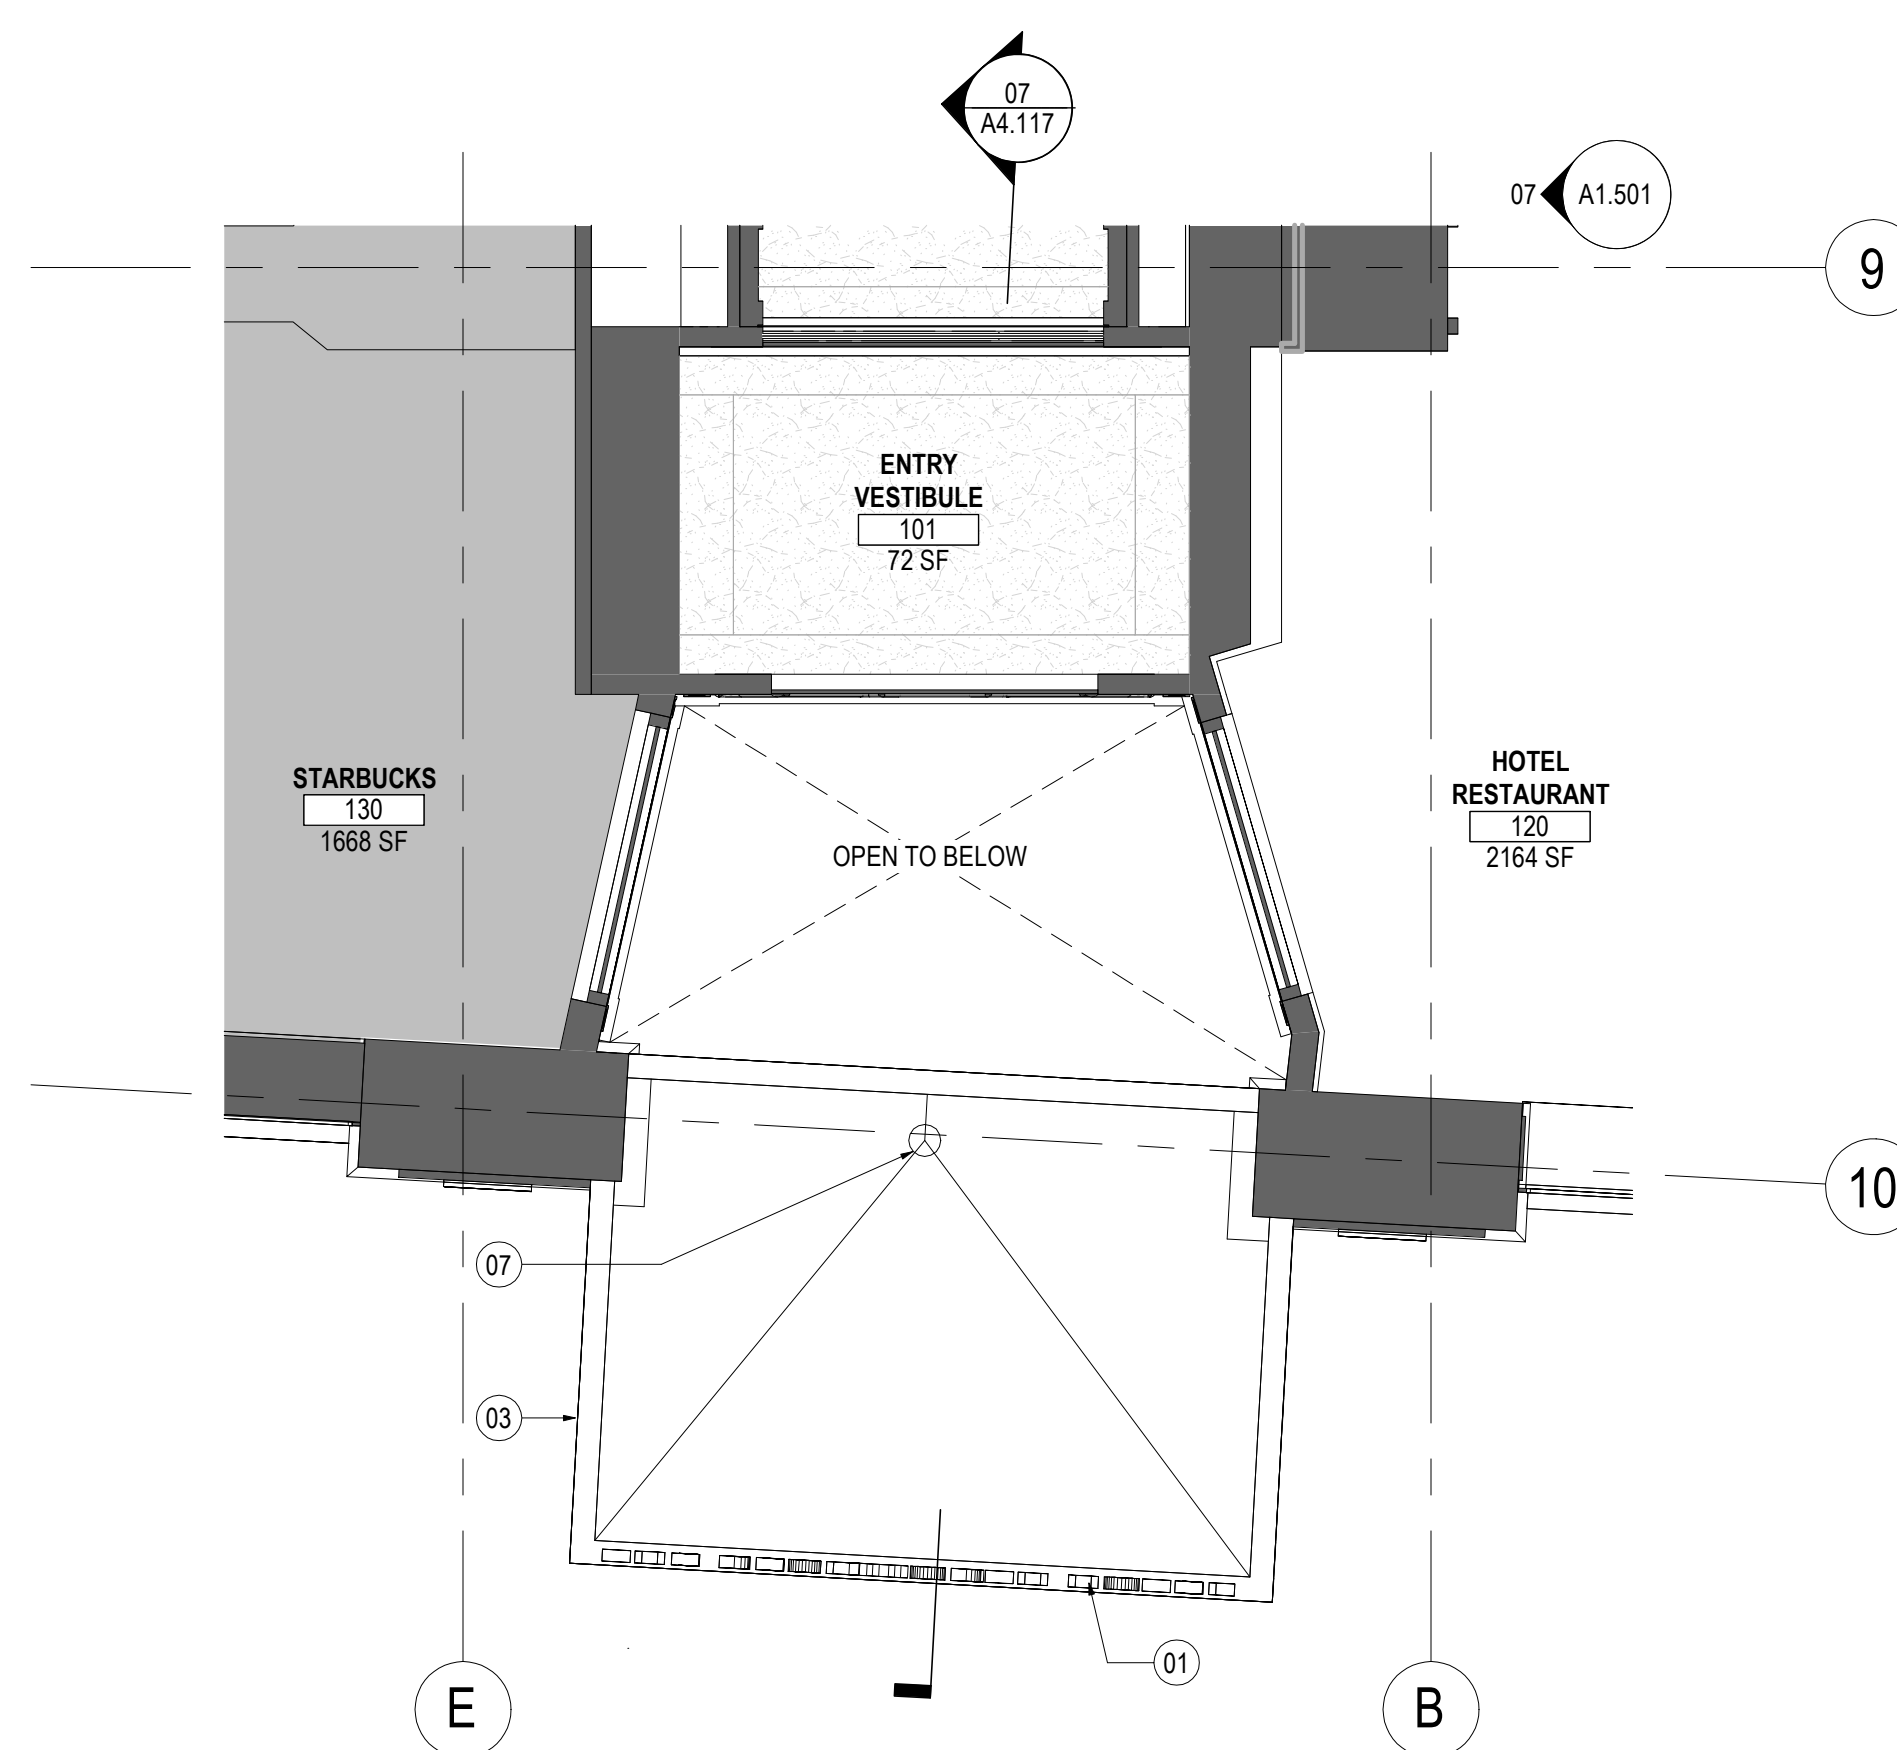 07
A4.117
07
A1.501
9
ENTRY
VESTIBULE
101
72 SF
STARBUCKS
130
1668 SF
HOTEL
RESTAURANT
120
2164 SF
OPEN TO BELOW
10
07
03
01
E
B